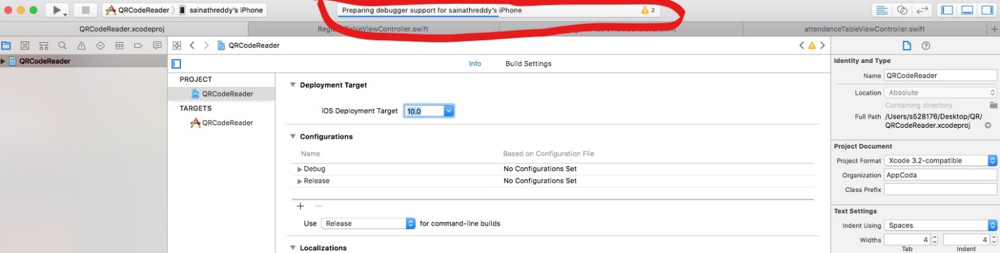 QRCodeReader sainathreddy's iPhone
Preparing debugger support for sainathreddy's iPhone 2
QRCodeReader.xcodeproj
TableViewController.swift
attendanceTableViewController.swift
QRCodeReader
QRCodeReader
Info Build Settings
PROJECT
QRCodeReader
TARGETS
QRCodeReader
Deployment Target
iOS Deployment Target 10.0
Configurations
Name Based on Configuration File
Debug No Configurations Set
Release No Configurations Set
+ −
Use Release for command-line builds
Localizations
Identity and Type
Name QRCodeReader
Location Absolute
Containing directory
Full Path /Users/s528176/Desktop/QR/
QRCodeReader.xcodeproj
Project Document
Project Format Xcode 3.2-compatible
Organization AppCoda
Class Prefix
Text Settings
Indent Using Spaces
Widths 4 4
Tab Indent